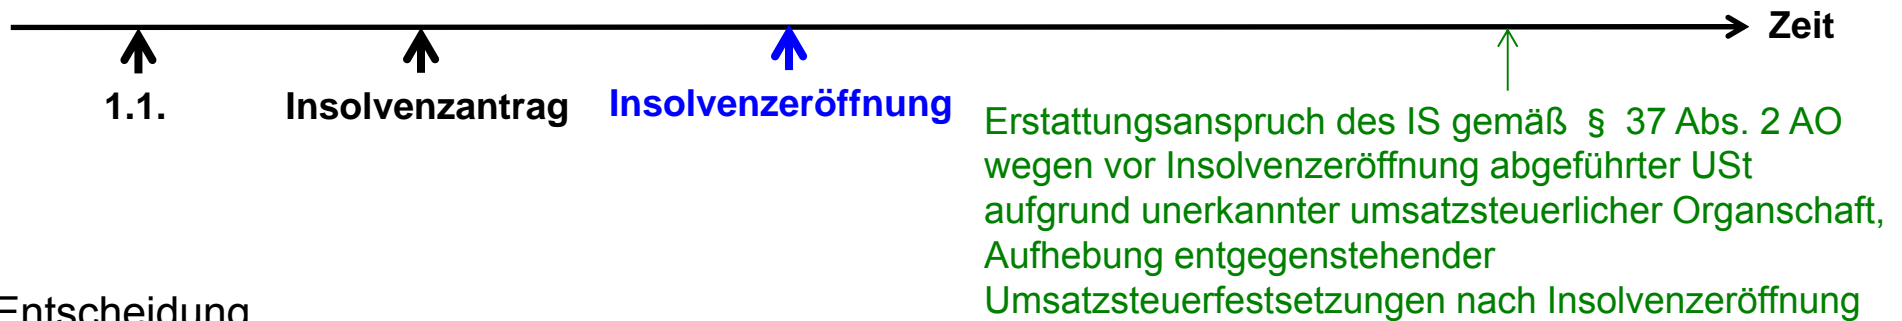 Zeit
1.1.
Insolvenzantrag
Insolvenzeröffnung
Erstattungsanspruch des IS gemäß § 37 Abs. 2 AO
wegen vor Insolvenzeröffnung abgeführter USt
aufgrund unerkannter umsatzsteuerlicher Organschaft,
Aufhebung entgegenstehender
Umsatzsteuerfestsetzungen nach Insolvenzeröffnung
Entscheidung